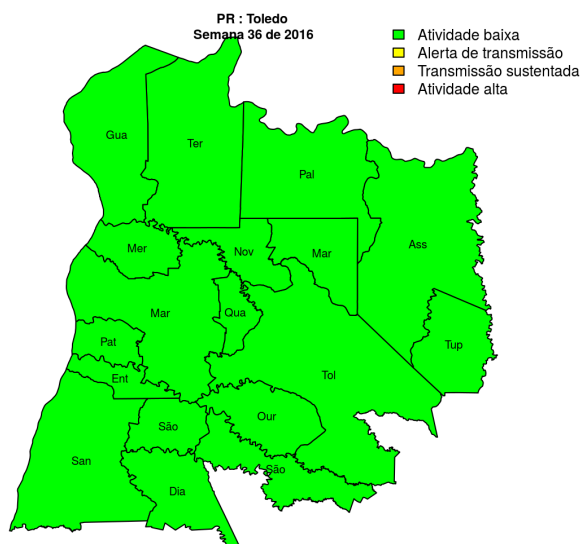 PR : Toledo
Semana 36 de 2016
Atividade baixa
Alerta de transmissão
Transmissão sustentada
Atividade alta
Gua
Ter
Pal
Mer
Nov
Mar
Ass
Mar
Qua
Pat
Tup
Ent
Tol
Our
São
San
São
Dia